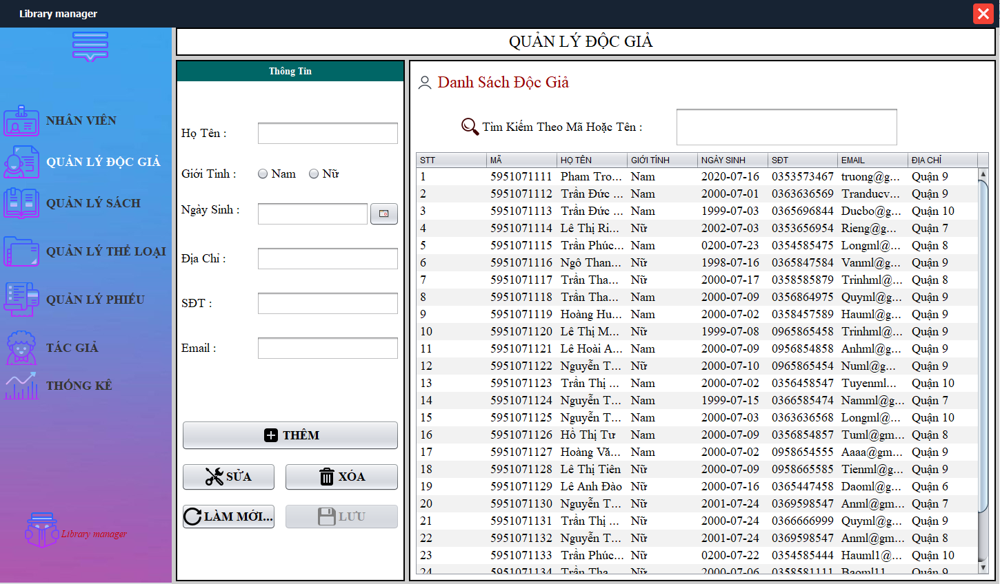 Library manager
QUẢN LÝ ĐỘC GIẢ
NHÂN VIÊN
QUẢN LÝ ĐỘC GIẢ
QUẢN LÝ SÁCH
QUẢN LÝ THỂ LOẠI
QUẢN LÝ PHIẾU
TÁC GIẢ
THỐNG KÊ
Library manager
Thông Tin
Họ Tên :
Giới Tinh : Nam Nữ
Ngày Sinh :
Địa Chỉ :
SĐT :
Email :
THÊM
SỬA XÓA
LÀM MỚI... LƯU
Danh Sách Độc Giả
Tìm Kiếm Theo Mã Hoặc Tên :
STT MÃ HỌ TÊN GIỚI TÍNH NGÀY SINH SĐT EMAIL ĐỊA CHỈ
1 5951071111 Pham Tro... Nam 2020-07-16 0353573467 truong@g... Quận 9
2 5951071112 Trần Đức ... Nam 2000-07-01 0363636569 Tranducv... Quận 9
3 5951071113 Trần Đức ... Nam 1999-07-03 0365696844 Ducbo@g... Quận 10
4 5951071114 Lê Thị Ri... Nữ 2002-07-03 0353656954 Rieng@g... Quận 7
5 5951071115 Trần Phúc... Nam 0200-07-23 0354585475 Longml@... Quận 8
6 5951071116 Ngô Than... Nữ 1998-07-16 0365847584 Vanml@g... Quận 9
7 5951071117 Trần Tha... Nữ 2000-07-17 0358585879 Trinhml@... Quận 8
8 5951071118 Trần Tha... Nữ 2000-07-09 0356864975 Quyml@g... Quận 9
9 5951071119 Hoàng Hu... Nam 2000-07-02 0358457589 Hauml@g... Quận 9
10 5951071120 Lê Thị M... Nữ 1999-07-08 0965865458 Trinhml@... Quận 9
11 5951071121 Lê Hoài A... Nam 2000-07-09 0956854858 Anhml@g... Quận 9
12 5951071122 Nguyễn T... Nữ 2000-07-10 0965865454 Numl@g... Quận 9
13 5951071123 Trần Thị ... Nam 2000-07-02 0356458547 Tuyenml... Quận 10
14 5951071124 Nguyễn T... Nam 1999-07-15 0366585474 Namml@g... Quận 7
15 5951071125 Nguyễn T... Nam 2000-07-03 0363636568 Longml@... Quận 10
16 5951071126 Hồ Thị Tư Nam 2000-07-09 0356854857 Tuml@gm... Quận 8
17 5951071127 Hoàng Vă... Nam 2000-07-02 0958654555 Aaaa@gm... Quận 9
18 5951071128 Lê Thị Tiên Nữ 2000-07-09 0958665585 Tienml@g... Quận 9
19 5951071129 Lê Anh Đào Nữ 2000-07-16 0365447458 Daoml@g... Quận 6
20 5951071130 Nguyễn T... Nữ 2001-07-24 0369598547 Anml@gm... Quận 7
21 5951071131 Trần Thị ... Nữ 2000-07-24 0366666999 Quyml@g... Quận 9
22 5951071132 Nguyễn T... Nữ 2001-07-24 0369598547 Anml@gm... Quận 8
23 5951071133 Trần Phúc... Nữ 0200-07-22 0354585444 Hauml1@... Quận 10
24 5951071134 Trần Tha... Nữ 2000-07-06 0358581111 Baoml11... Quận 9